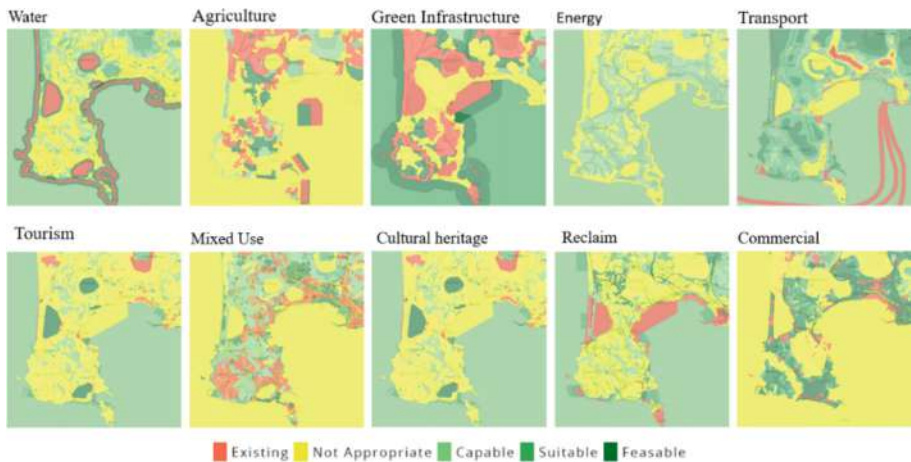 Water
Agriculture
Green Infrastructure
Energy
Transport
Tourism
Mixed Use
Cultural heritage
Reclaim
Commercial
Existing Not Appropriate Capable Suitable Feasable